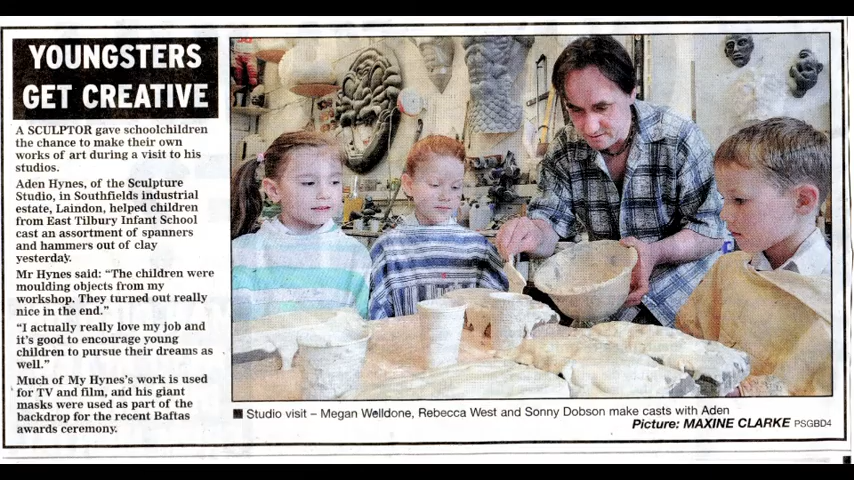 YOUNGSTERS
GET CREATIVE
A SCULPTOR gave schoolchildren
the chance to make their own
works of art during a visit to his
studios.
Aden Hynes, of the Sculpture
Studio, in Southfields industrial
estate, Laindon, helped children
from East Tilbury Infant School
cast an assortment of spanners
and hammers out of clay
yesterday.
Mr Hynes said: "The children were
moulding objects from my
workshop. They turned out really
nice in the end."
"I actually really love my job and
it's good to encourage young
children to pursue their dreams as
well."
Much of My Hynes's work is used
for TV and film, and his giant
masks were used as part of the
backdrop for the recent Baftas
awards ceremony.
Studio visit – Megan Welldone, Rebecca West and Sonny Dobson make casts with Aden
Picture: MAXINE CLARKE PSGBD4